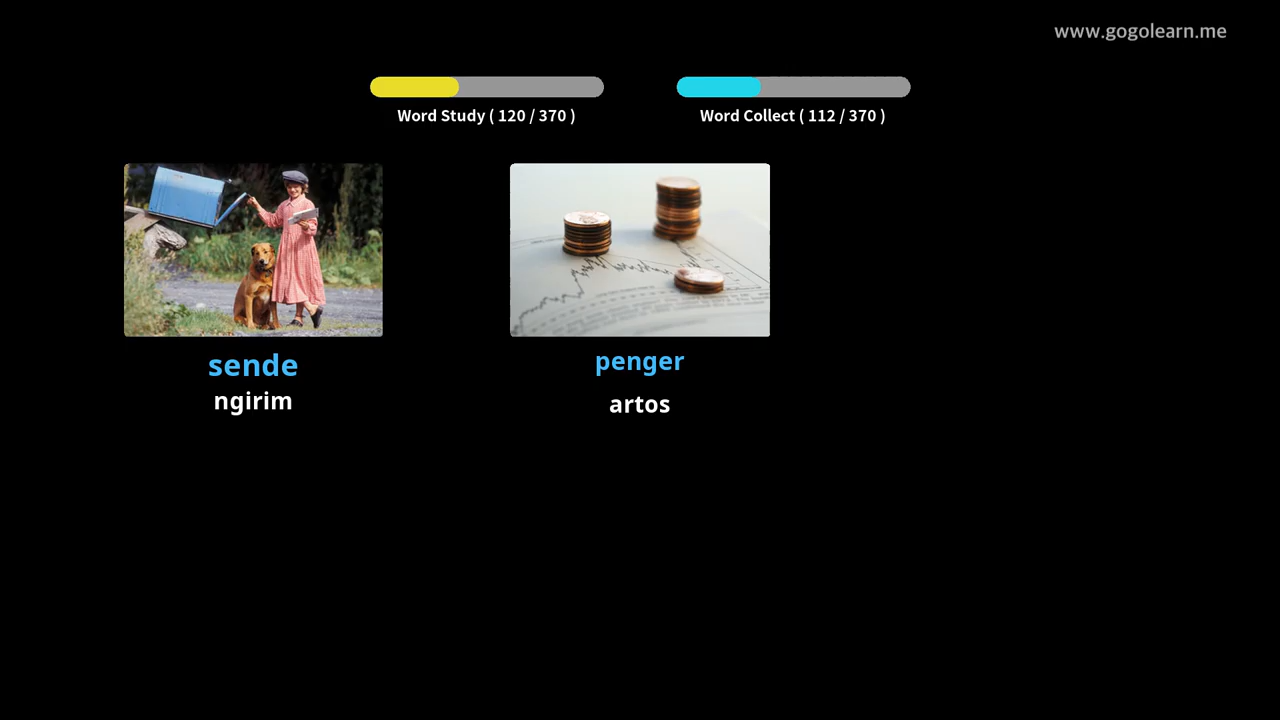 www.gogolearn.me
Word Study ( 120 / 370 )
Word Collect ( 112 / 370 )
sende
ngirim
penger
artos